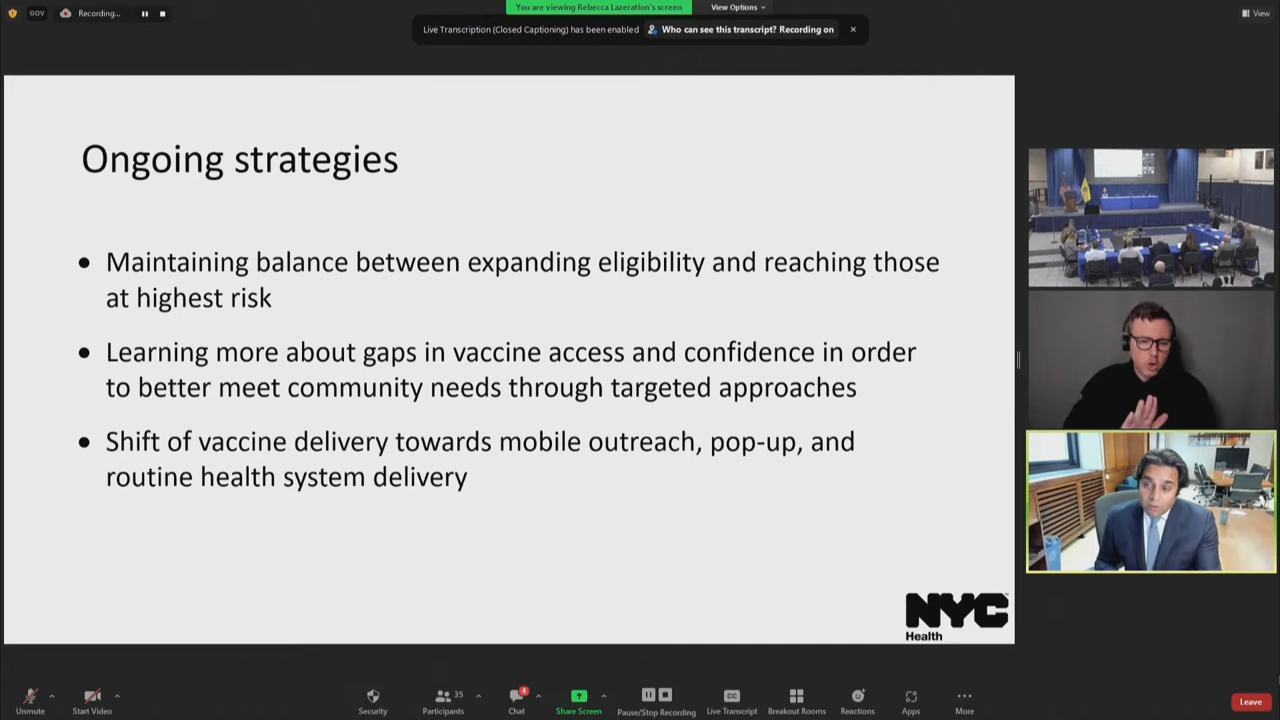 GOV
Recording...
You are viewing Rebecca Lazeration's screen
View Options
View
Live Transcription (Closed Captioning) has been enabled
Who can see this transcript? Recording on
Ongoing strategies
• Maintaining balance between expanding eligibility and reaching those
at highest risk
• Learning more about gaps in vaccine access and confidence in order
to better meet community needs through targeted approaches
• Shift of vaccine delivery towards mobile outreach, pop-up, and
routine health system delivery
NYC
Health
Unmute
Start Video
Security
35
Participants
4
Chat
Share Screen
Pause/Stop Recording
CC
Live Transcript
Breakout Rooms
Reactions
Apps
More
Leave